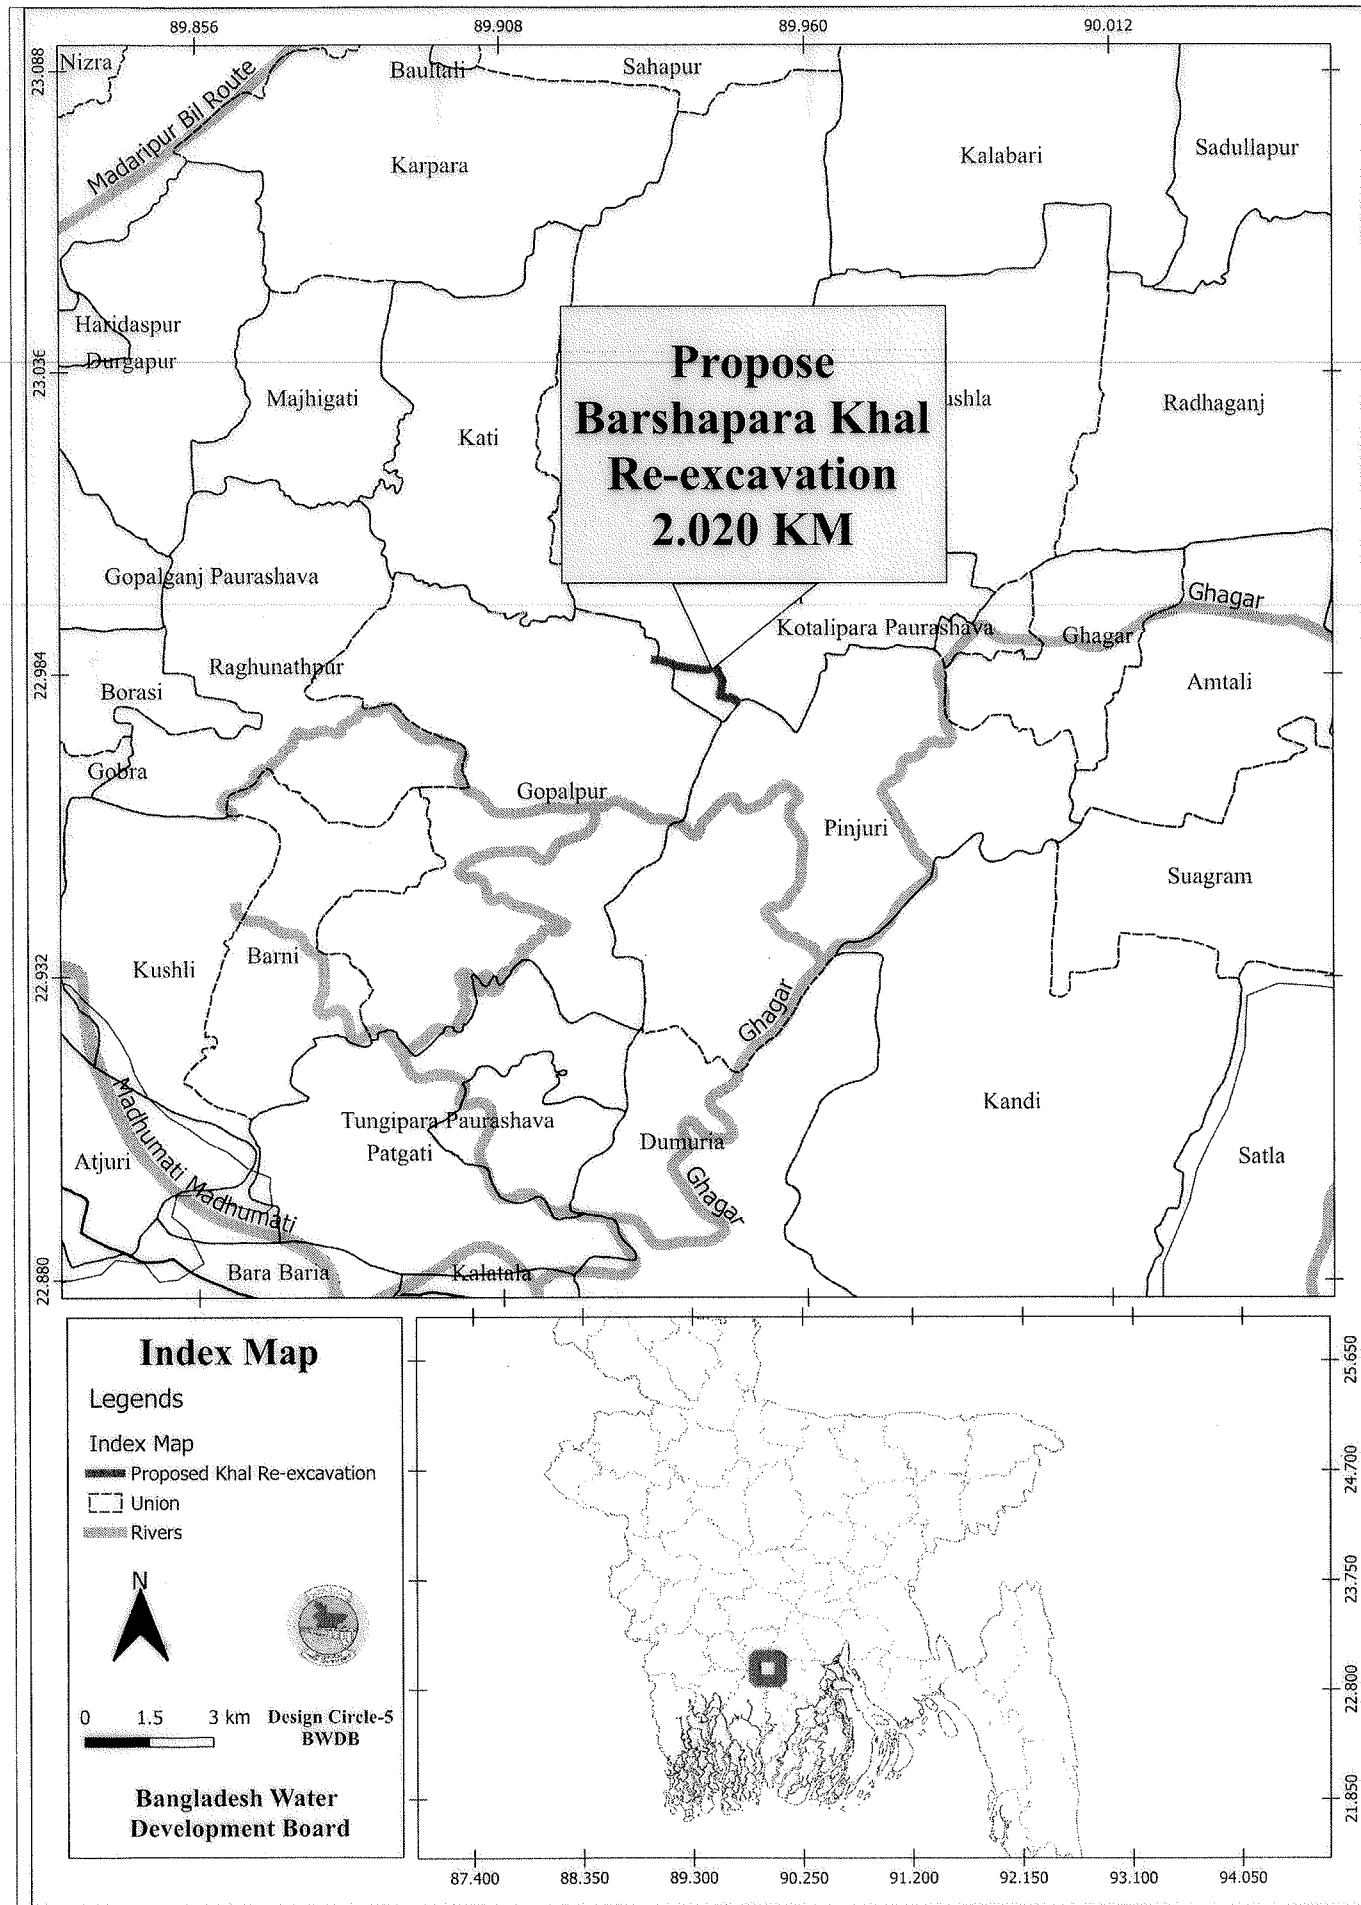 89.856
89.908
89.960
90.012
23.088
23.036
22.984
22.932
22.880
Nizra
Madaripur Bil Route
Baultali
Sahapur
Karpara
Kalabari
Sadullapur
Haridaspur
Durgapur
Majhigati
Kati
Propose
Barshapara Khal
Re-excavation
2.020 KM
ushla
Radhaganj
Gopalganj Paurashava
Ghagar
Kotalipara Paurashava
Ghagar
Raghunathpur
Borasi
Amtali
Gobra
Gopalpur
Pinjuri
Suagram
Kushli
Barni
Ghagar
Kandi
Madhumati Madhumati
Tungipara Paurashava
Patgati
Dumuria
Atjuri
Satla
Ghagar
Bara Baria
Kalatala
Index Map
Legends
Index Map
Proposed Khal Re-excavation
Union
Rivers
N
0 1.5 3 km
Design Circle-5
BWDB
Bangladesh Water
Development Board
25.650
24.700
23.750
22.800
21.850
87.400
88.350
89.300
90.250
91.200
92.150
93.100
94.050